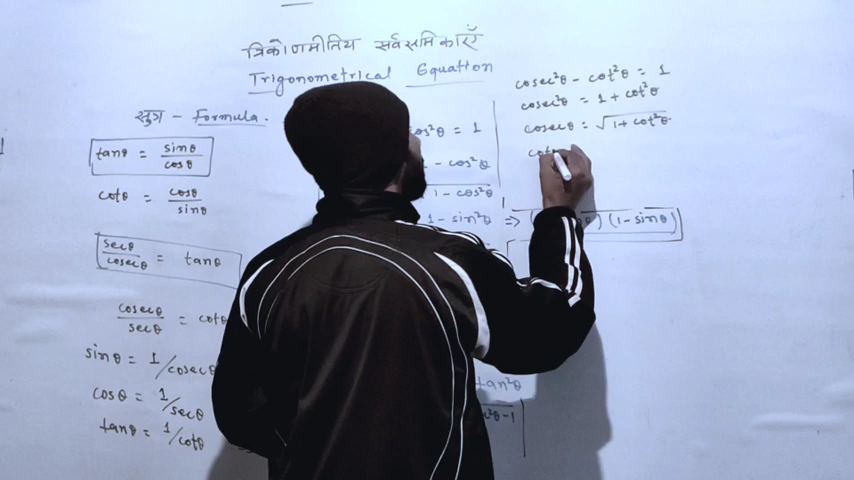 त्रिकोणमीतिय सर्वसमिकाएँ
Trigonometrical Equation
सुत्र - Formula.
tanθ = sinθ/cosθ
cotθ = cosθ/sinθ
secθ/cosecθ = tanθ
cosecθ/secθ = cotθ
sinθ = 1/cosecθ
cosθ = 1/secθ
tanθ = 1/cotθ
cos²θ = 1
- cos²θ
1 - cos²θ
1 - sin²θ => ( ) (1 - sinθ)
tan²θ
c²θ-1
cosec²θ - cot²θ = 1
cosec²θ = 1 + cot²θ
cosecθ = √1 + cot²θ
cot